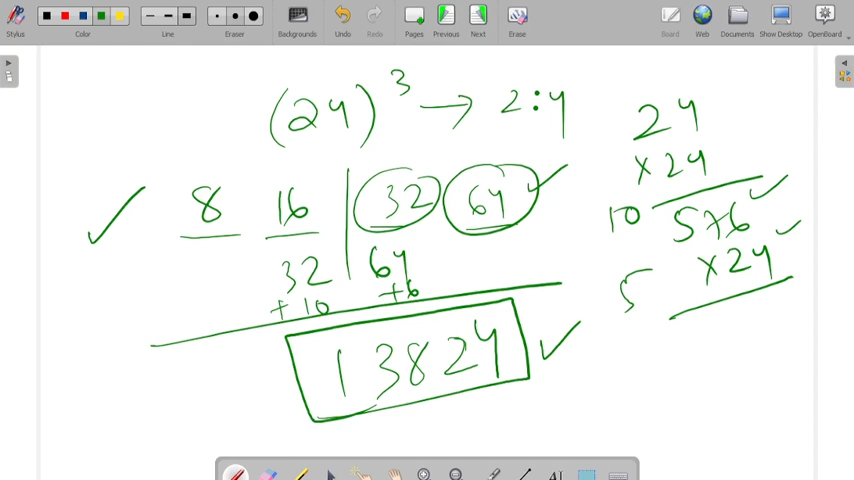 Stylus Color Line Eraser Backgrounds Undo Redo Pages Previous Next Erase Board Web Documents Show Desktop OpenBoard
(24)³ → 2:4
24
×24
8 16 | 32 64
10 576
32 64
×24
+10 +6
5
13824